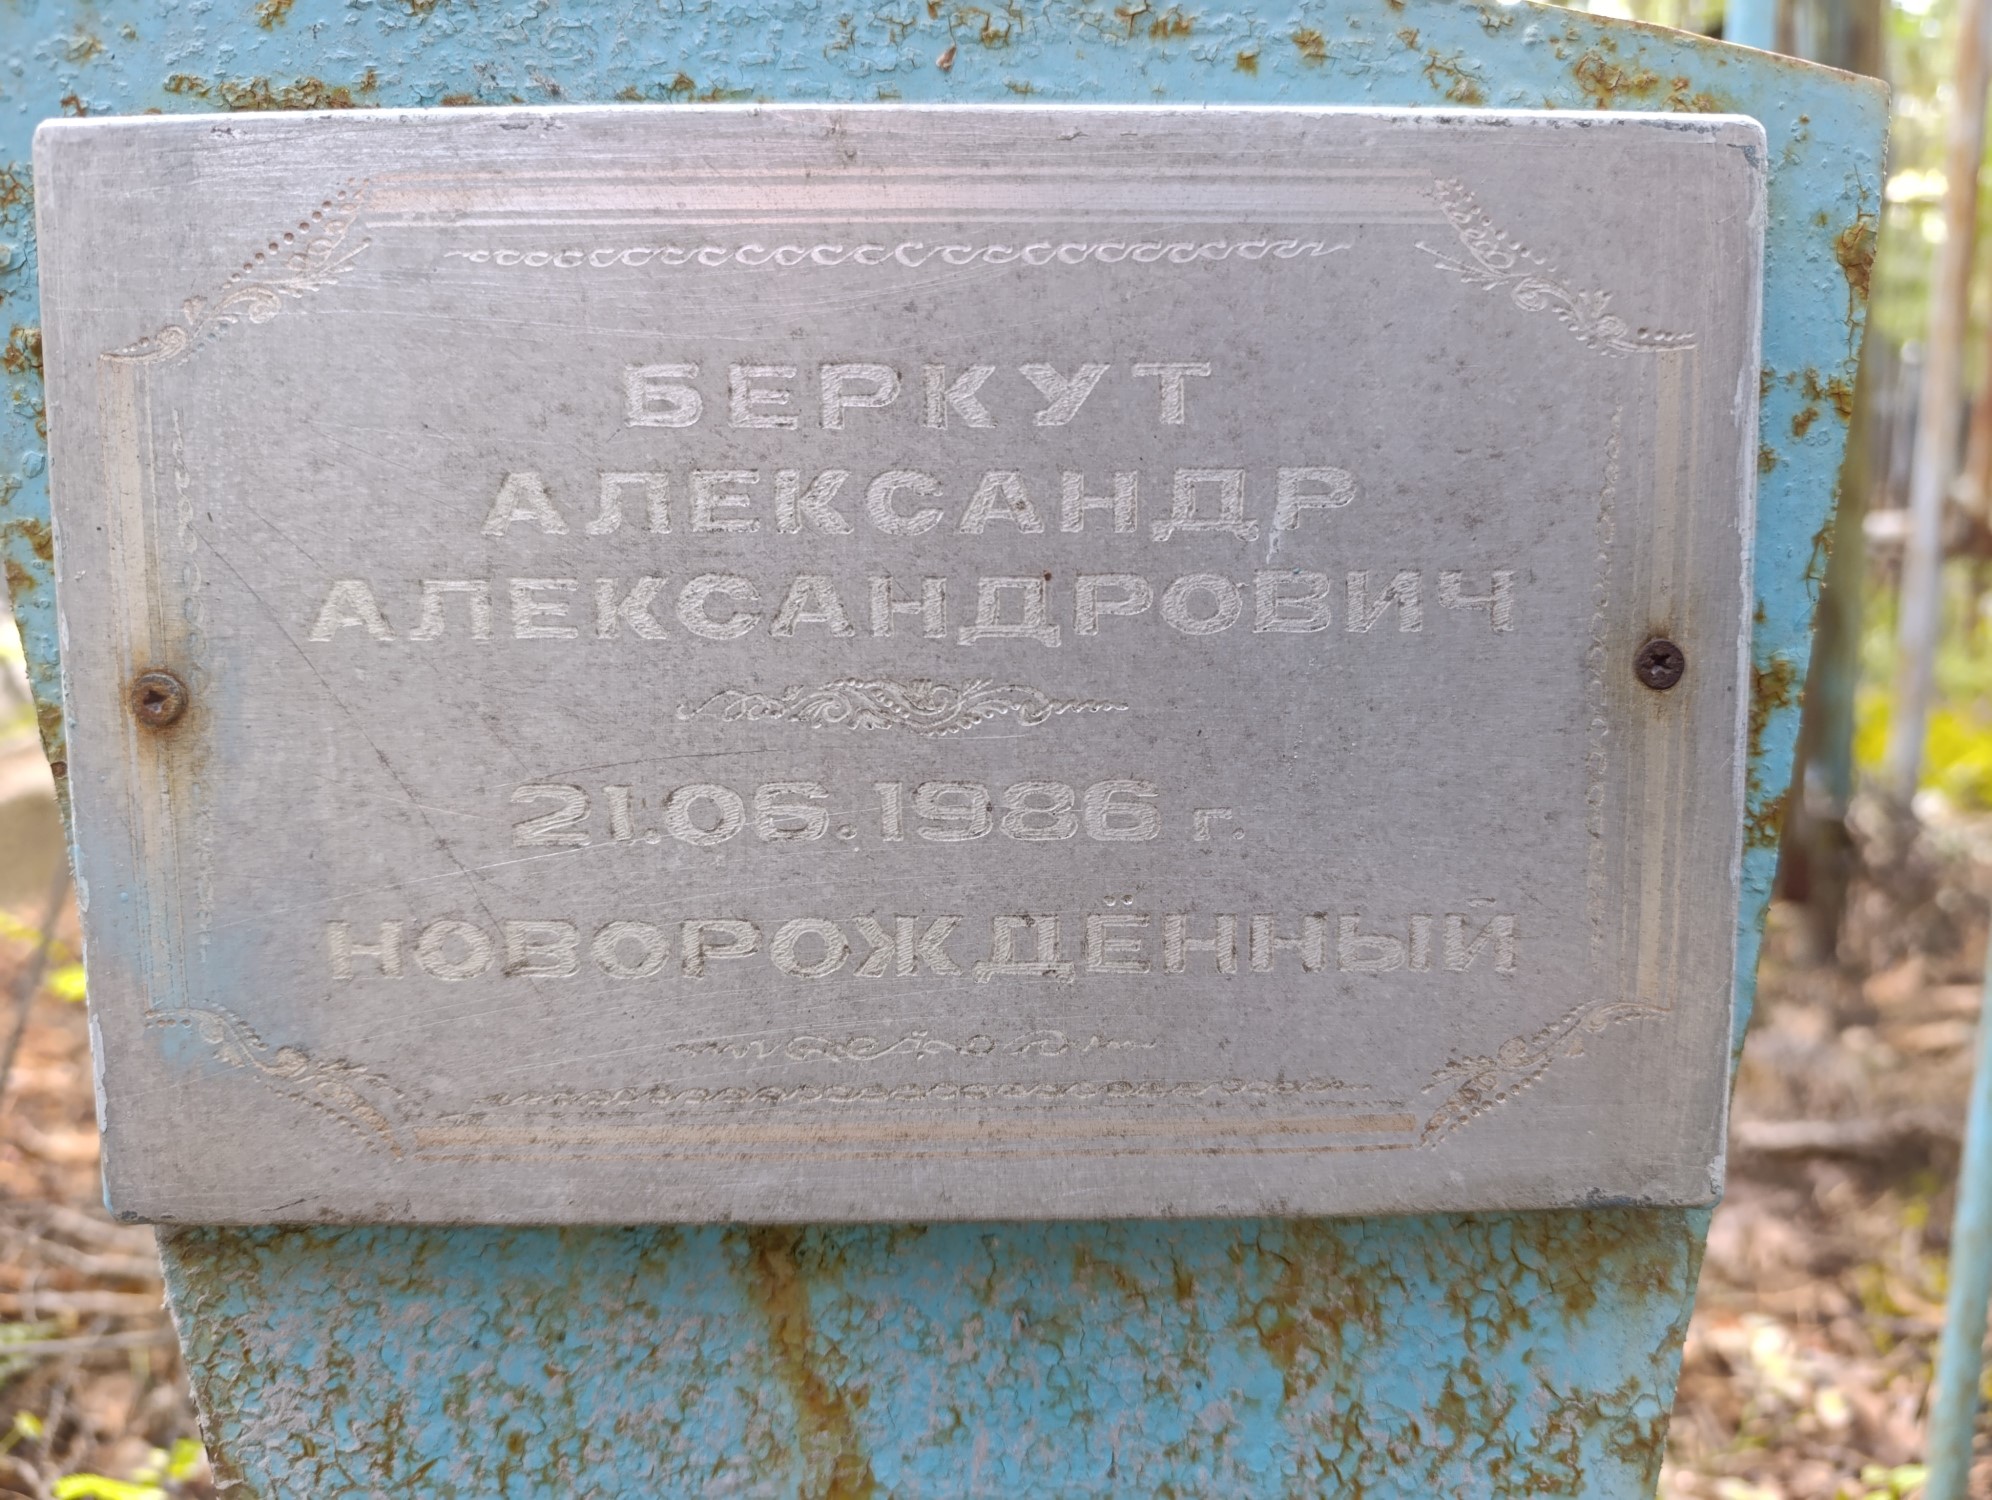 БЕРКУТ
АЛЕКСАНДР
АЛЕКСАНДРОВИЧ
21.06.1986 г.
НОВОРОЖДЁННЫЙ